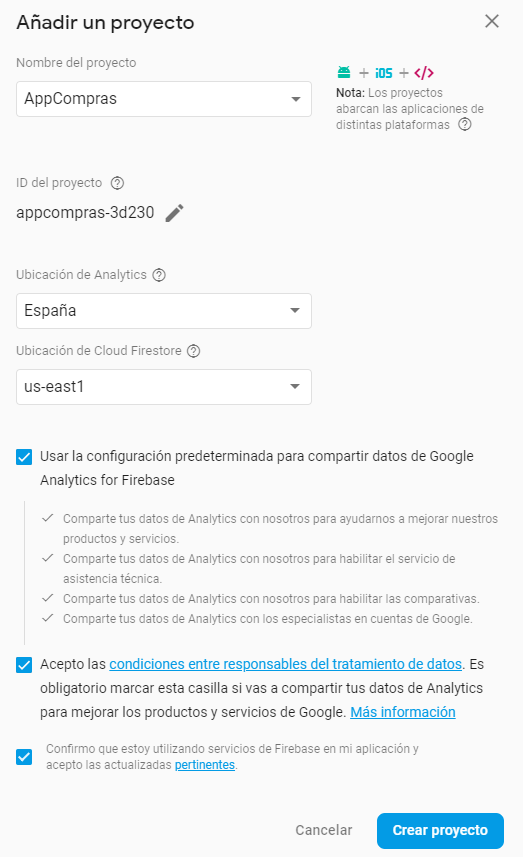 Añadir un proyecto
Nombre del proyecto
AppCompras
+ iOS + </>
Nota: Los proyectos
abarcan las aplicaciones de
distintas plataformas
ID del proyecto
appcompras-3d230
Ubicación de Analytics
España
Ubicación de Cloud Firestore
us-east1
Usar la configuración predeterminada para compartir datos de Google
Analytics for Firebase
Comparte tus datos de Analytics con nosotros para ayudarnos a mejorar nuestros
productos y servicios.
Comparte tus datos de Analytics con nosotros para habilitar el servicio de
asistencia técnica.
Comparte tus datos de Analytics con nosotros para habilitar las comparativas.
Comparte tus datos de Analytics con los especialistas en cuentas de Google.
Acepto las condiciones entre responsables del tratamiento de datos. Es
obligatorio marcar esta casilla si vas a compartir tus datos de Analytics
para mejorar los productos y servicios de Google. Más información
Confirmo que estoy utilizando servicios de Firebase en mi aplicación y
acepto las actualizadas pertinentes.
Cancelar
Crear proyecto